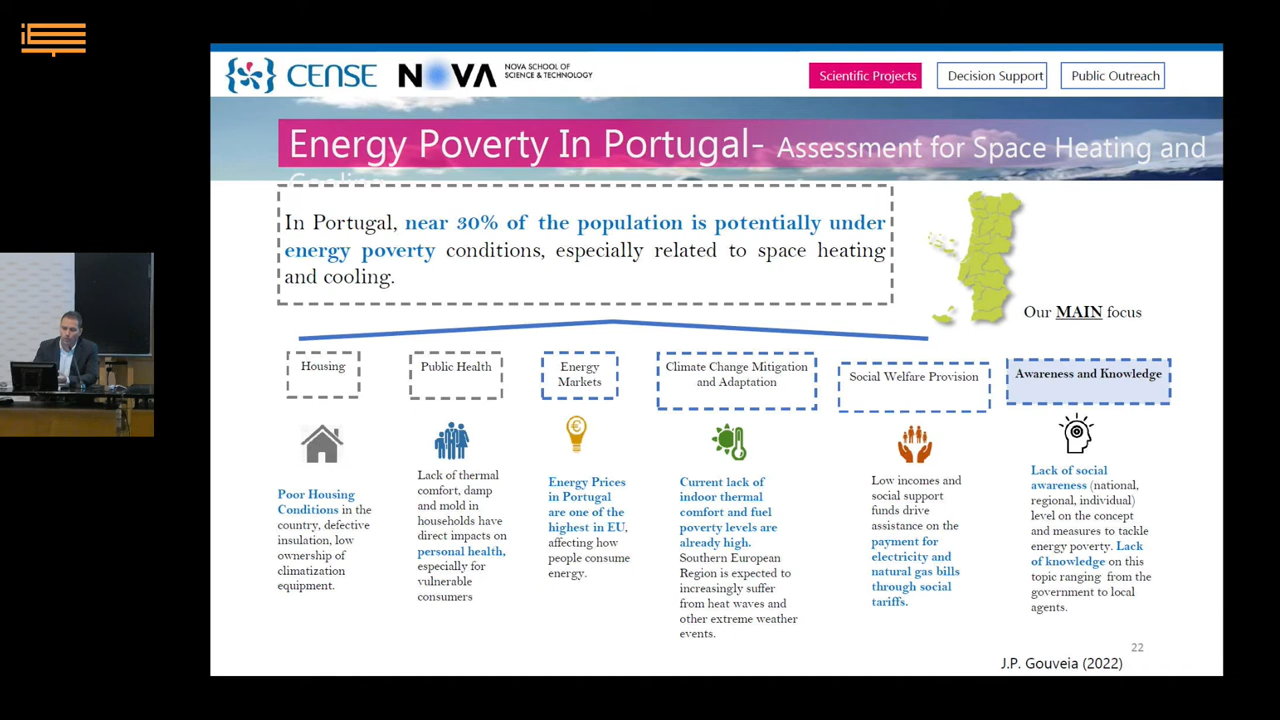 CENSE
NOVA
NOVA SCHOOL OF
SCIENCE & TECHNOLOGY
Scientific Projects
Decision Support
Public Outreach
Energy Poverty In Portugal- Assessment for Space Heating and
Cooling
In Portugal, near 30% of the population is potentially under
energy poverty conditions, especially related to space heating
and cooling.
Our MAIN focus
Housing
Poor Housing
Conditions in the
country, defective
insulation, low
ownership of
climatization
equipment.
Public Health
Lack of thermal
comfort, damp
and mold in
households have
direct impacts on
personal health,
especially for
vulnerable
consumers
Energy
Markets
Energy Prices
in Portugal
are one of the
highest in EU,
affecting how
people consume
energy.
Climate Change Mitigation
and Adaptation
Current lack of
indoor thermal
comfort and fuel
poverty levels are
already high.
Southern European
Region is expected to
increasingly suffer
from heat waves and
other extreme weather
events.
Social Welfare Provision
Low incomes and
social support
funds drive
assistance on the
payment for
electricity and
natural gas bills
through social
tariffs.
Awareness and Knowledge
Lack of social
awareness (national,
regional, individual)
level on the concept
and measures to tackle
energy poverty. Lack
of knowledge on this
topic ranging from the
government to local
agents.
22
J.P. Gouveia (2022)